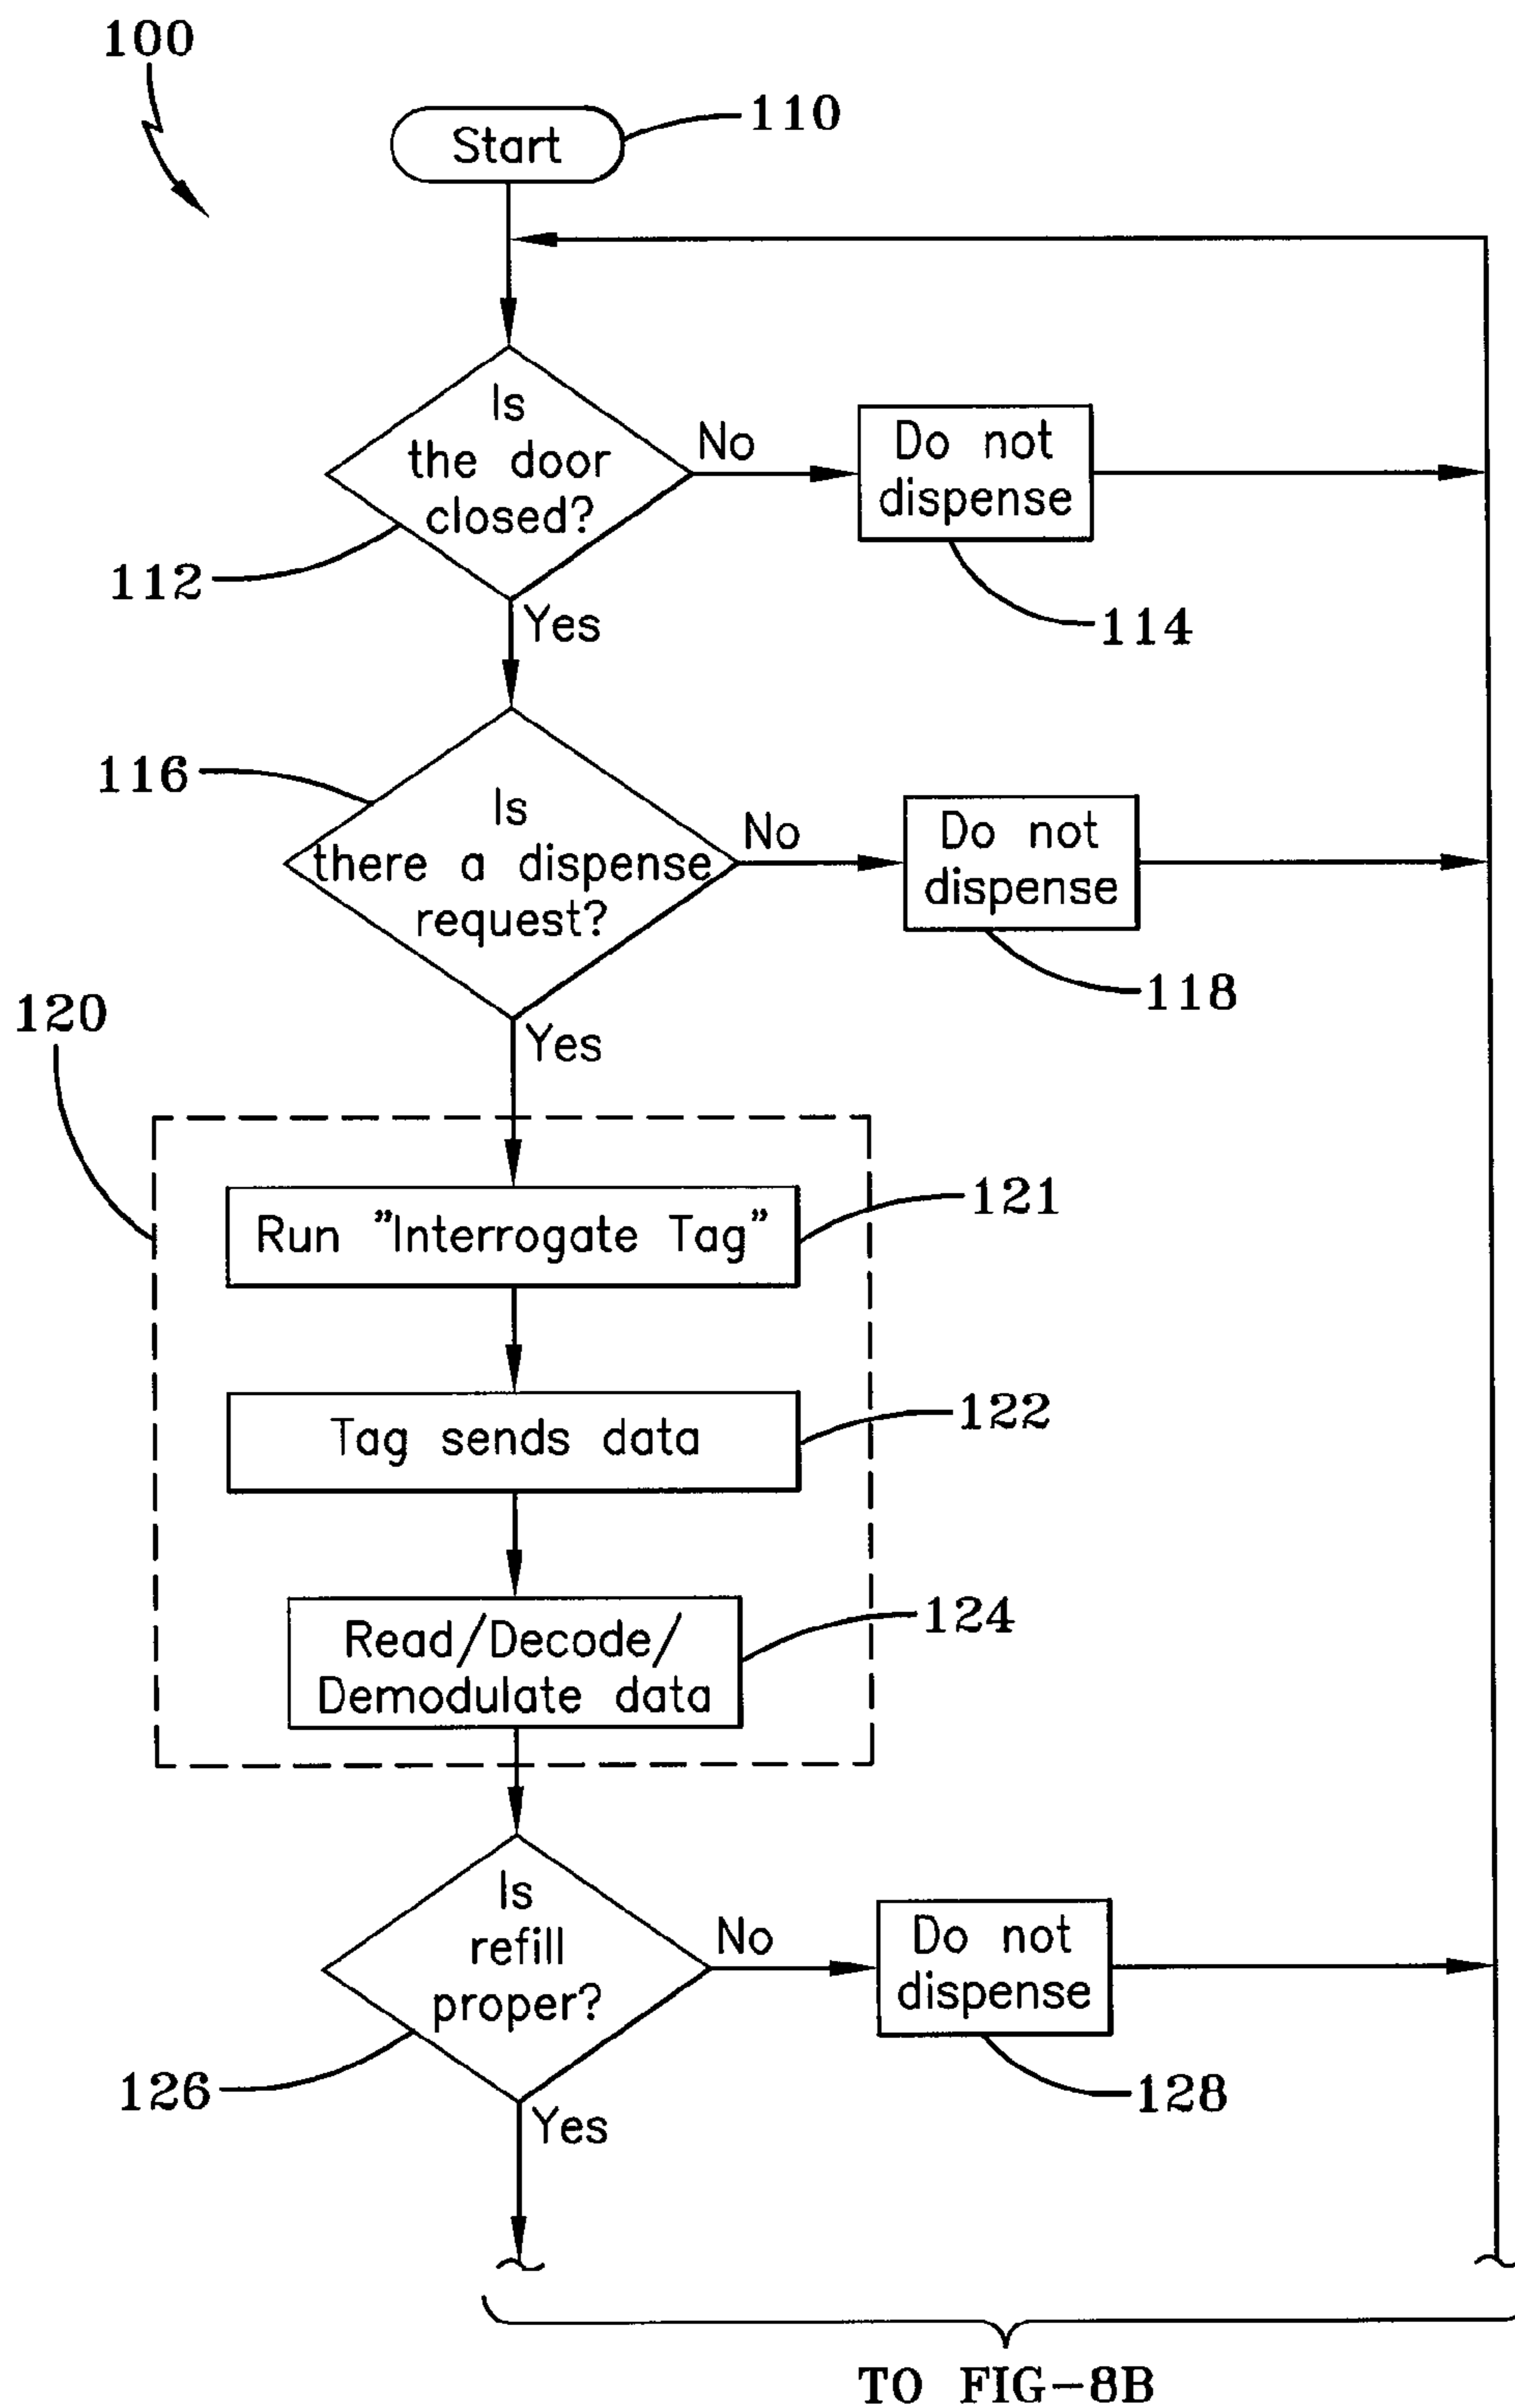 100
Start
110
Is
the door
closed?
No
Do not
dispense
112
114
Yes
116
Is
there a dispense
request?
No
Do not
dispense
118
120
Yes
Run "Interrogate Tag"
121
Tag sends data
122
Read/Decode/
Demodulate data
124
Is
refill
proper?
No
Do not
dispense
126
128
Yes
TO FIG-8B